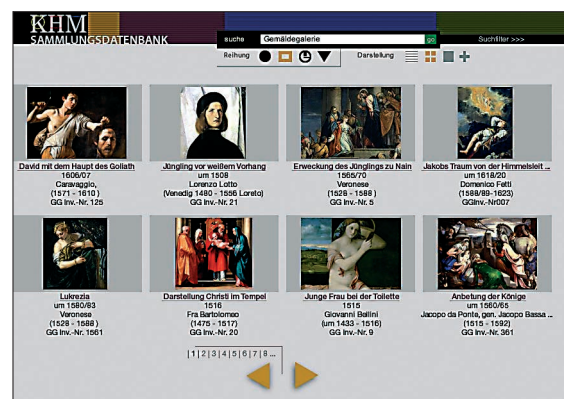 KHM
SAMMLUNGSDATENBANK
suche Gemäldegalerie go Suchfilter >>>
Reihung Darstellung
David mit dem Haupt des Goliath
1606/07
Caravaggio,
(1571 - 1610 )
GG Inv.-Nr. 125
Jüngling vor weißem Vorhang
um 1508
Lorenzo Lotto
(Venedig 1480 - 1556 Loreto)
GG Inv.-Nr. 21
Erweckung des Jünglings zu Nain
1565/70
Veronese
(1528 - 1588 )
GG Inv.-Nr. 5
Jakobs Traum von der Himmelsleit ...
um 1618/20
Domenico Fetti
(1588/89-1623)
GGInv.-Nr007
Lukrezia
um 1580/83
Veronese
(1528 - 1588 )
GG Inv.-Nr. 1561
Darstellung Christi im Tempel
1516
Fra Bartolomeo
(1475 - 1517)
GG Inv.-Nr. 20
Junge Frau bei der Toilette
1515
Giovanni Bellini
(um 1433 - 1516)
GG Inv.-Nr. 9
Anbetung der Könige
um 1560/65
Jacopo da Ponte, gen. Jacopo Bassa ...
(1515 - 1592)
GG Inv.-Nr. 361
|1|2|3|4|5|6|7|8 ...